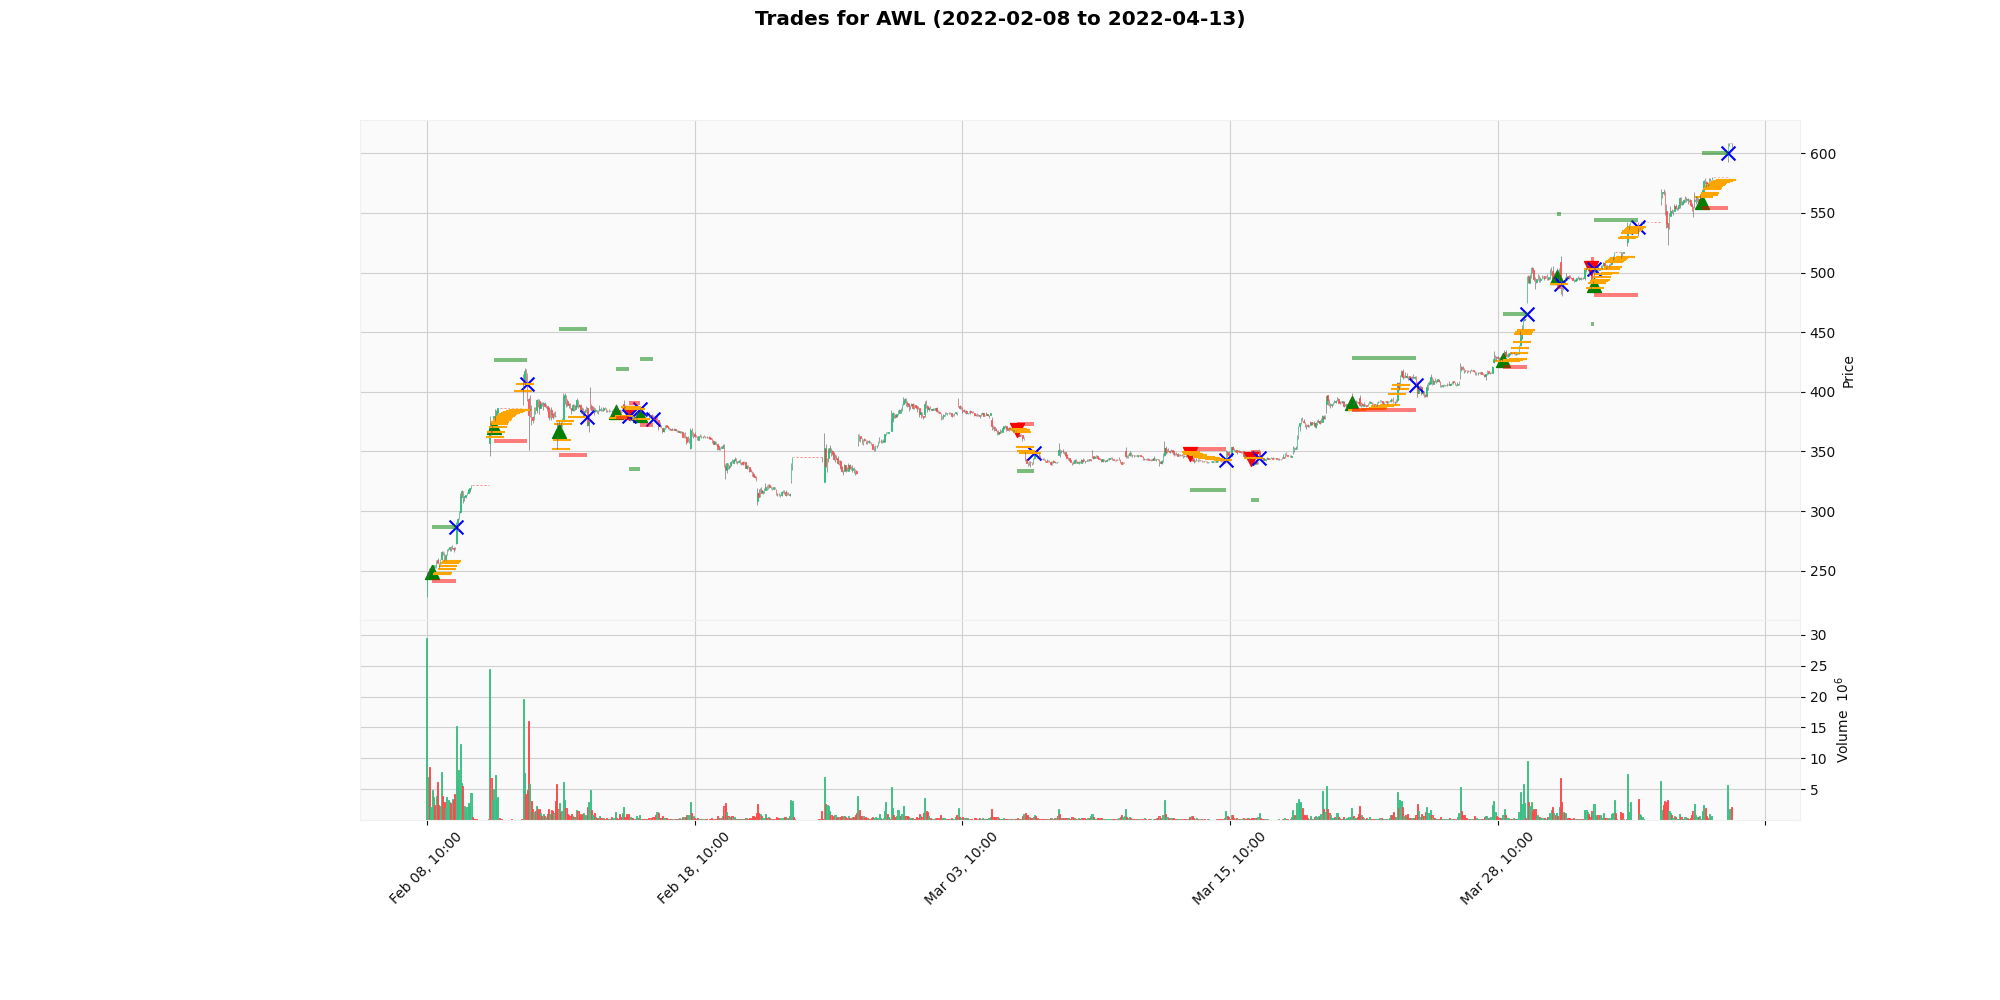 Trades for AWL (2022-02-08 to 2022-04-13)
600
550
500
450
400
350
300
250
Price
30
25
20
15
10
5
Volume 10^6
Feb 08, 10:00
Feb 18, 10:00
Mar 03, 10:00
Mar 15, 10:00
Mar 28, 10:00